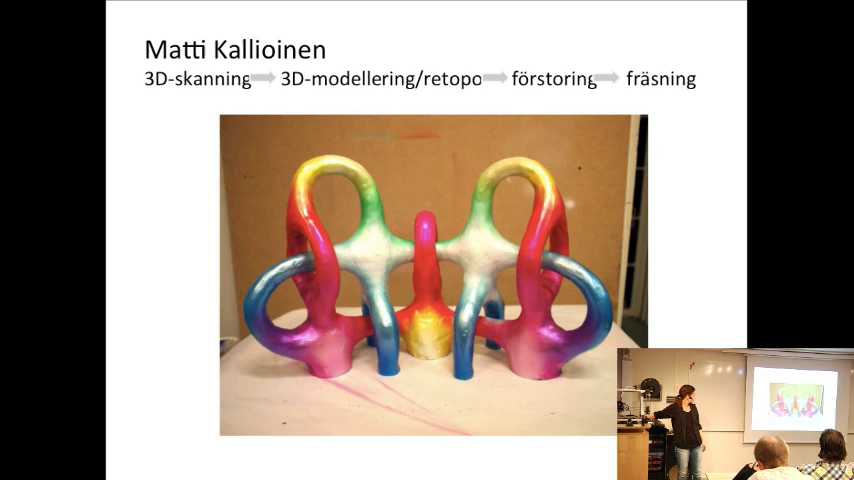 Matti Kallioinen
3D-skanning 3D-modellering/retopo förstoring fräsning